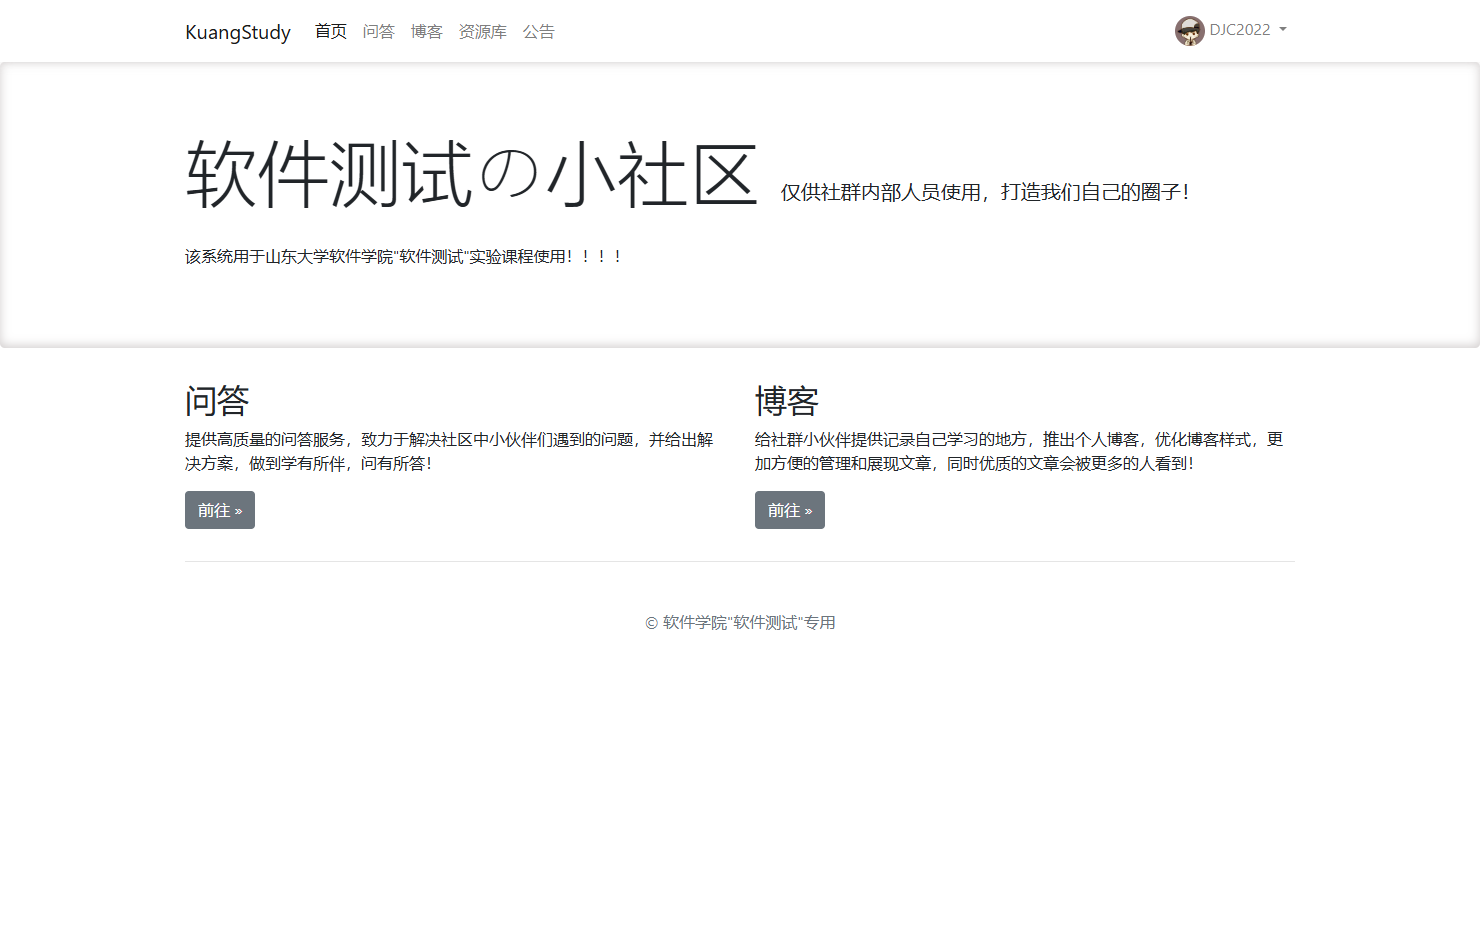 KuangStudy 首页 问答 博客 资源库 公告 DJC2022
软件测试の小社区 仅供社群内部人员使用，打造我们自己的圈子！
该系统用于山东大学软件学院"软件测试"实验课程使用！！！！
问答
提供高质量的问答服务，致力于解决社区中小伙伴们遇到的问题，并给出解
决方案，做到学有所伴，问有所答！
前往 »
博客
给社群小伙伴提供记录自己学习的地方，推出个人博客，优化博客样式，更
加方便的管理和展现文章，同时优质的文章会被更多的人看到！
前往 »
© 软件学院"软件测试"专用